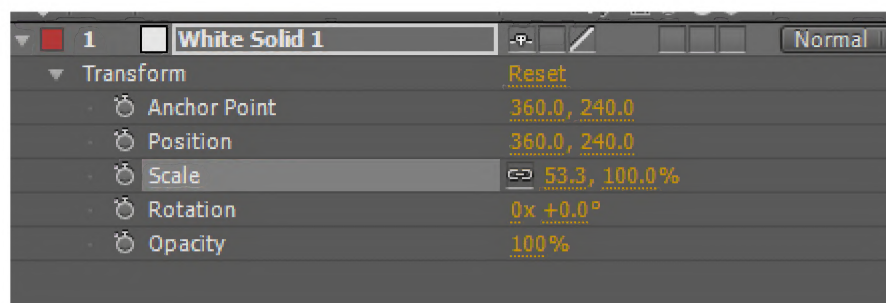 1 White Solid 1 Normal
Transform Reset
Anchor Point 360.0, 240.0
Position 360.0, 240.0
Scale 53.3, 100.0%
Rotation 0x +0.0°
Opacity 100%